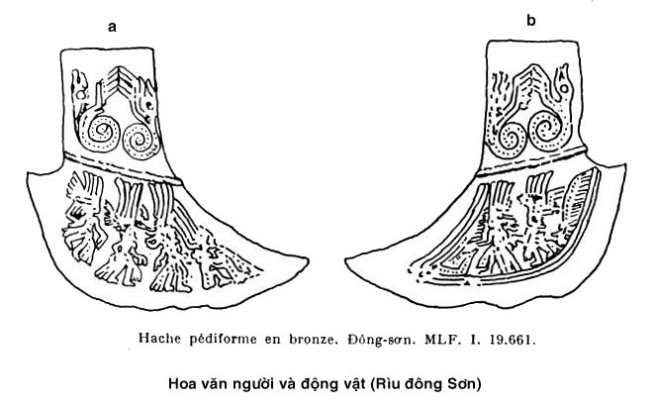 a
b
Hache pédiforme en bronze. Đông-sơn. MLF. I. 19.661.
Hoa văn người và động vật (Rìu đông Sơn)